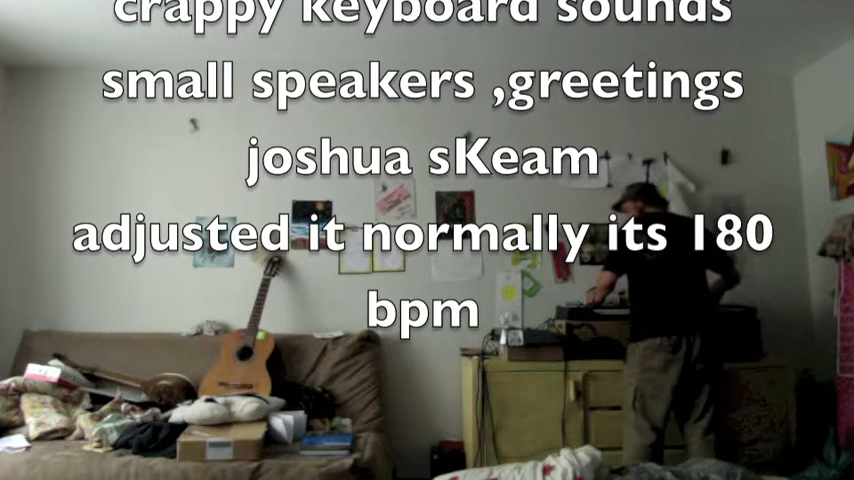 crappy keyboard sounds
small speakers ,greetings
joshua sKeam
adjusted it normally its 180
bpm